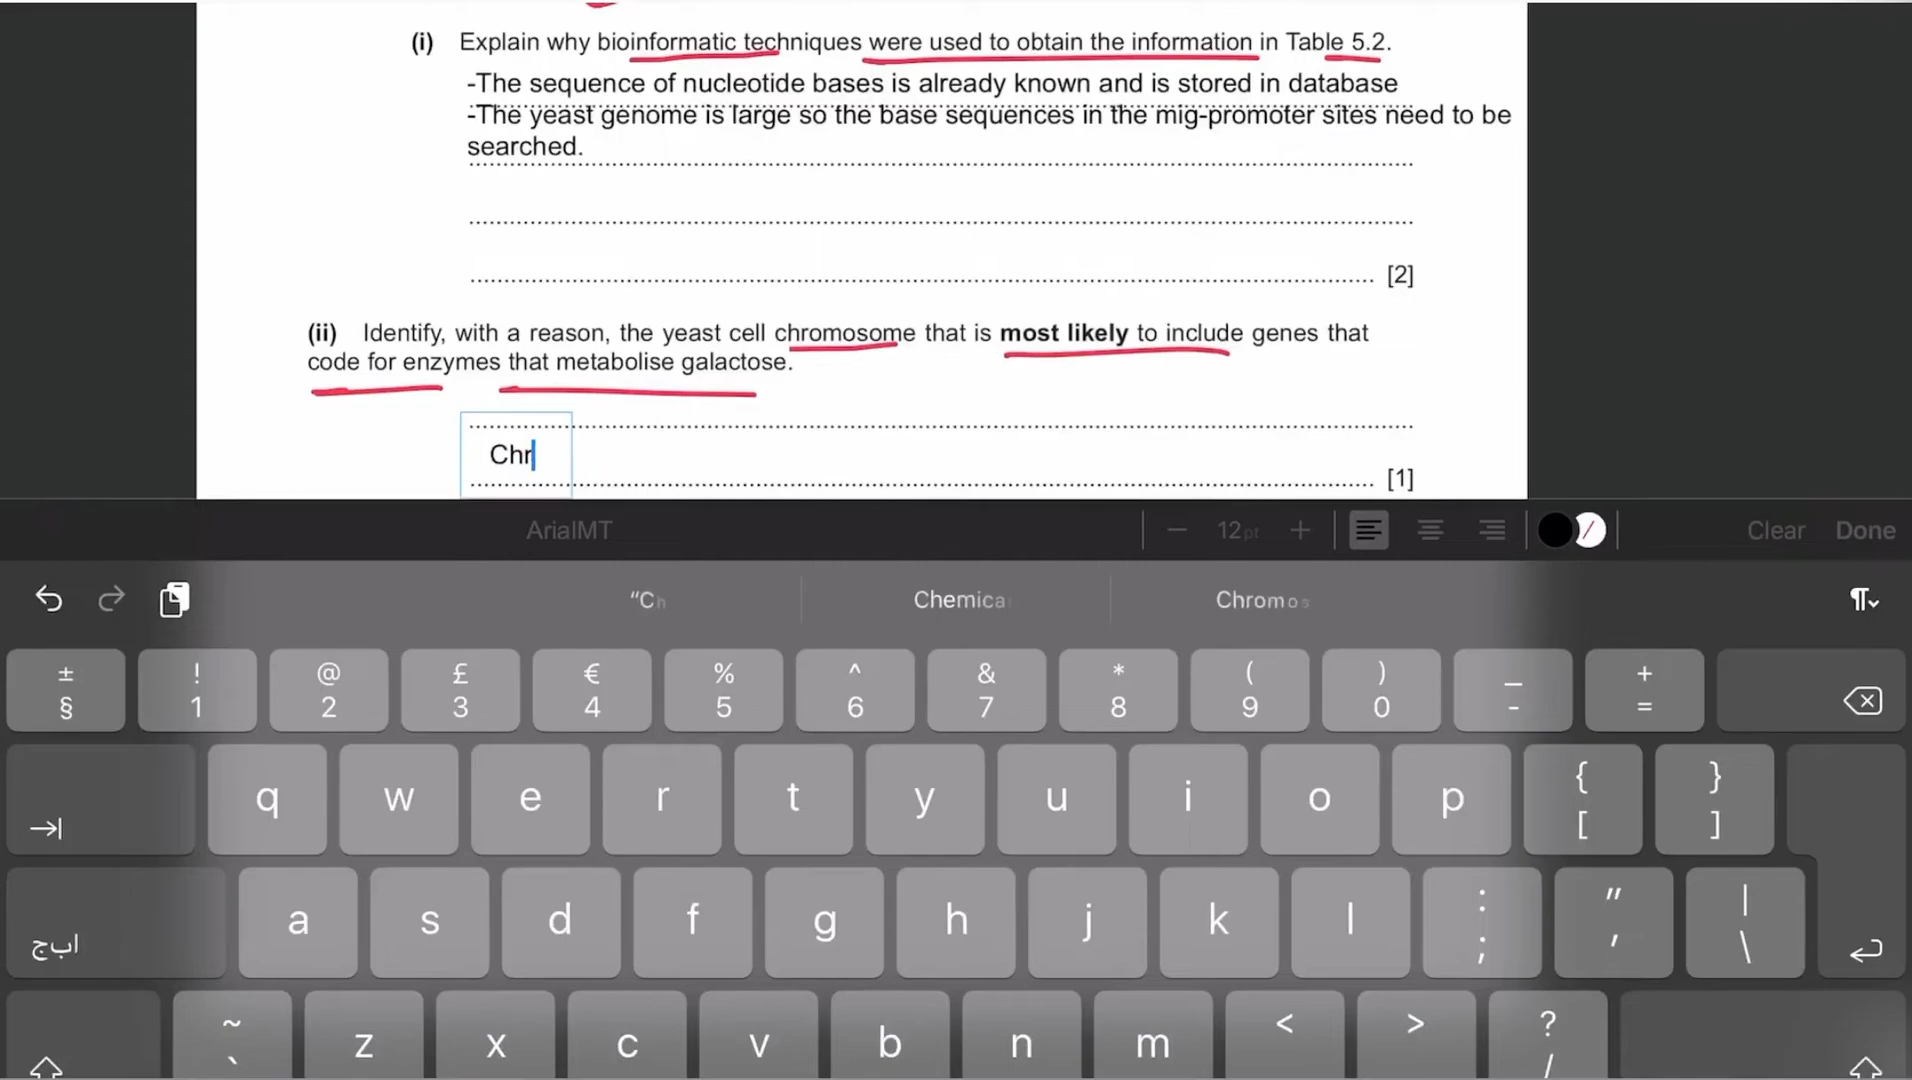 (i) Explain why bioinformatic techniques were used to obtain the information in Table 5.2.
-The sequence of nucleotide bases is already known and is stored in database
-The yeast genome is large so the base sequences in the mig-promoter sites need to be
searched.
[2]
(ii) Identify, with a reason, the yeast cell chromosome that is most likely to include genes that
code for enzymes that metabolise galactose.
Chr
[1]
ArialMT − 12pt + Clear Done
“Ch Chemica Chromos
± ! @ £ € % ^ & * ( ) _ +
§ 1 2 3 4 5 6 7 8 9 0 - =
q w e r t y u i o p { }
[ ]
ابج a s d f g h j k l : " |
; ' \
~ z x c v b n m < > ?
` /